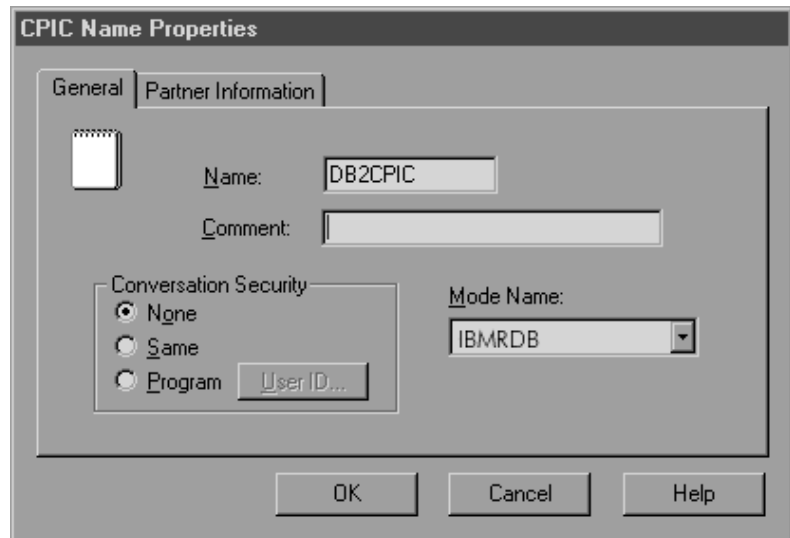 CPIC Name Properties
General Partner Information
Name: DB2CPIC
Comment:
Conversation Security
None
Same
Program User ID...
Mode Name:
IBMRDB
OK Cancel Help